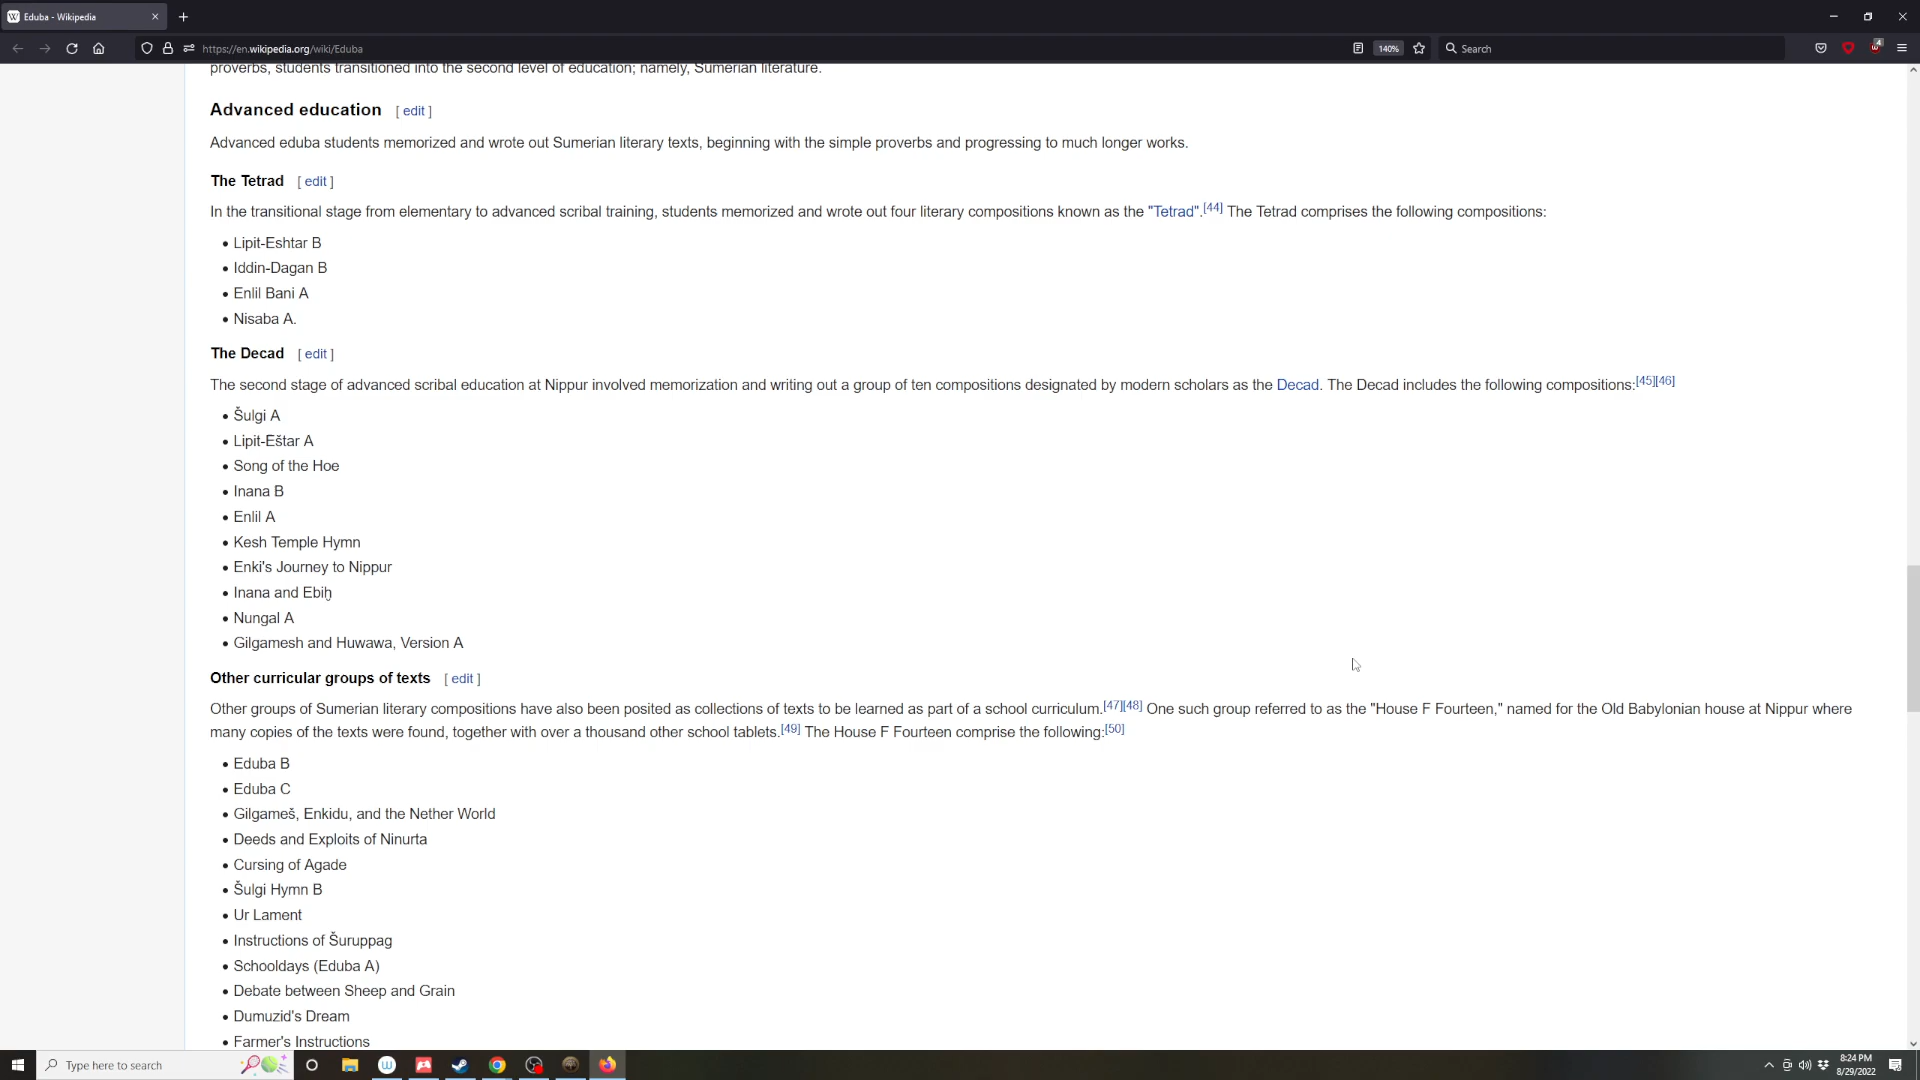 Eduba - Wikipedia
https://en.wikipedia.org/wiki/Eduba
140%
Search
4
proverbs, students transitioned into the second level of education; namely, Sumerian literature.
Advanced education [ edit ]
Advanced eduba students memorized and wrote out Sumerian literary texts, beginning with the simple proverbs and progressing to much longer works.
The Tetrad [ edit ]
In the transitional stage from elementary to advanced scribal training, students memorized and wrote out four literary compositions known as the "Tetrad".[44] The Tetrad comprises the following compositions:
• Lipit-Eshtar B
• Iddin-Dagan B
• Enlil Bani A
• Nisaba A.
The Decad [ edit ]
The second stage of advanced scribal education at Nippur involved memorization and writing out a group of ten compositions designated by modern scholars as the Decad. The Decad includes the following compositions:[45][46]
• Šulgi A
• Lipit-Eštar A
• Song of the Hoe
• Inana B
• Enlil A
• Kesh Temple Hymn
• Enki's Journey to Nippur
• Inana and Ebiḫ
• Nungal A
• Gilgamesh and Huwawa, Version A
Other curricular groups of texts [ edit ]
Other groups of Sumerian literary compositions have also been posited as collections of texts to be learned as part of a school curriculum.[47][48] One such group referred to as the "House F Fourteen," named for the Old Babylonian house at Nippur where
many copies of the texts were found, together with over a thousand other school tablets.[49] The House F Fourteen comprise the following:[50]
• Eduba B
• Eduba C
• Gilgameš, Enkidu, and the Nether World
• Deeds and Exploits of Ninurta
• Cursing of Agade
• Šulgi Hymn B
• Ur Lament
• Instructions of Šuruppag
• Schooldays (Eduba A)
• Debate between Sheep and Grain
• Dumuzid's Dream
• Farmer's Instructions
Type here to search
8:24 PM
8/29/2022